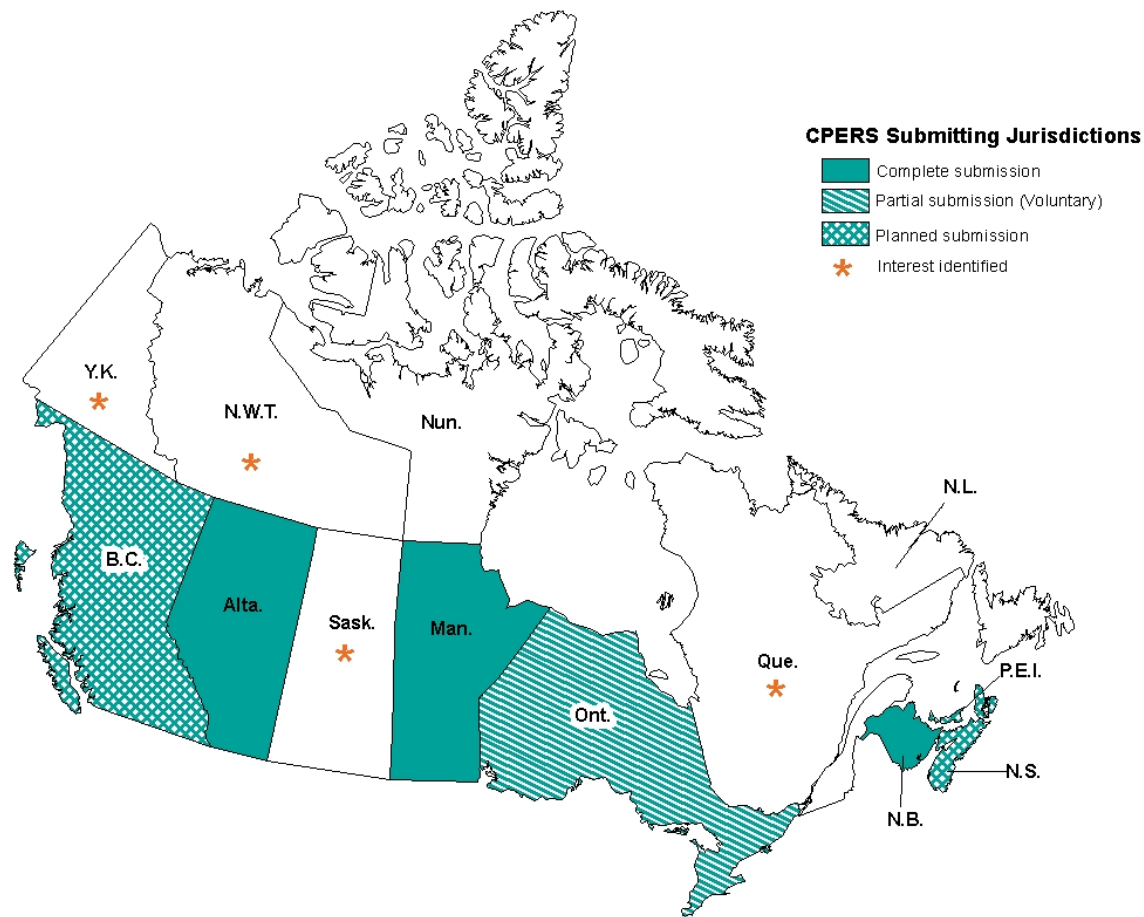 CPERS Submitting Jurisdictions
Complete submission
Partial submission (Voluntary)
Planned submission
Interest identified
Y.K.
N.W.T.
Nun.
N.L.
B.C.
Alta.
Sask.
Man.
Que.
P.E.I.
Ont.
N.S.
N.B.